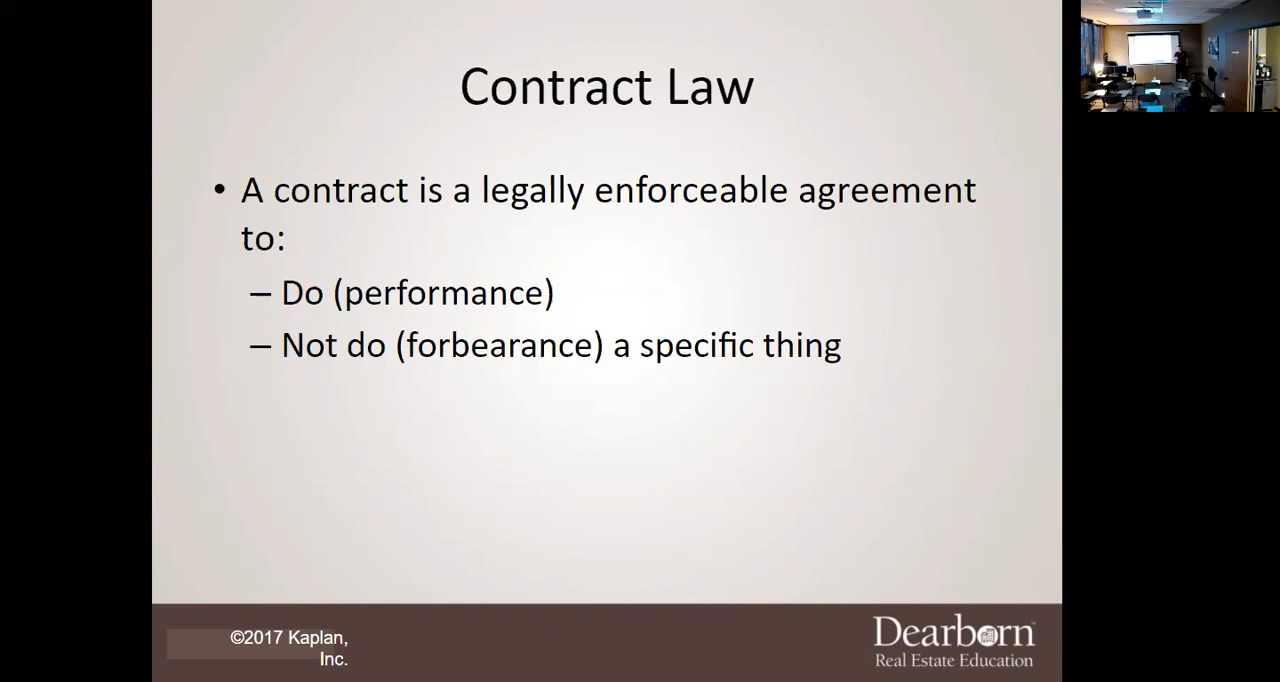 Contract Law
• A contract is a legally enforceable agreement
to:
– Do (performance)
– Not do (forbearance) a specific thing
©2017 Kaplan,
Inc.
Dearborn™
Real Estate Education